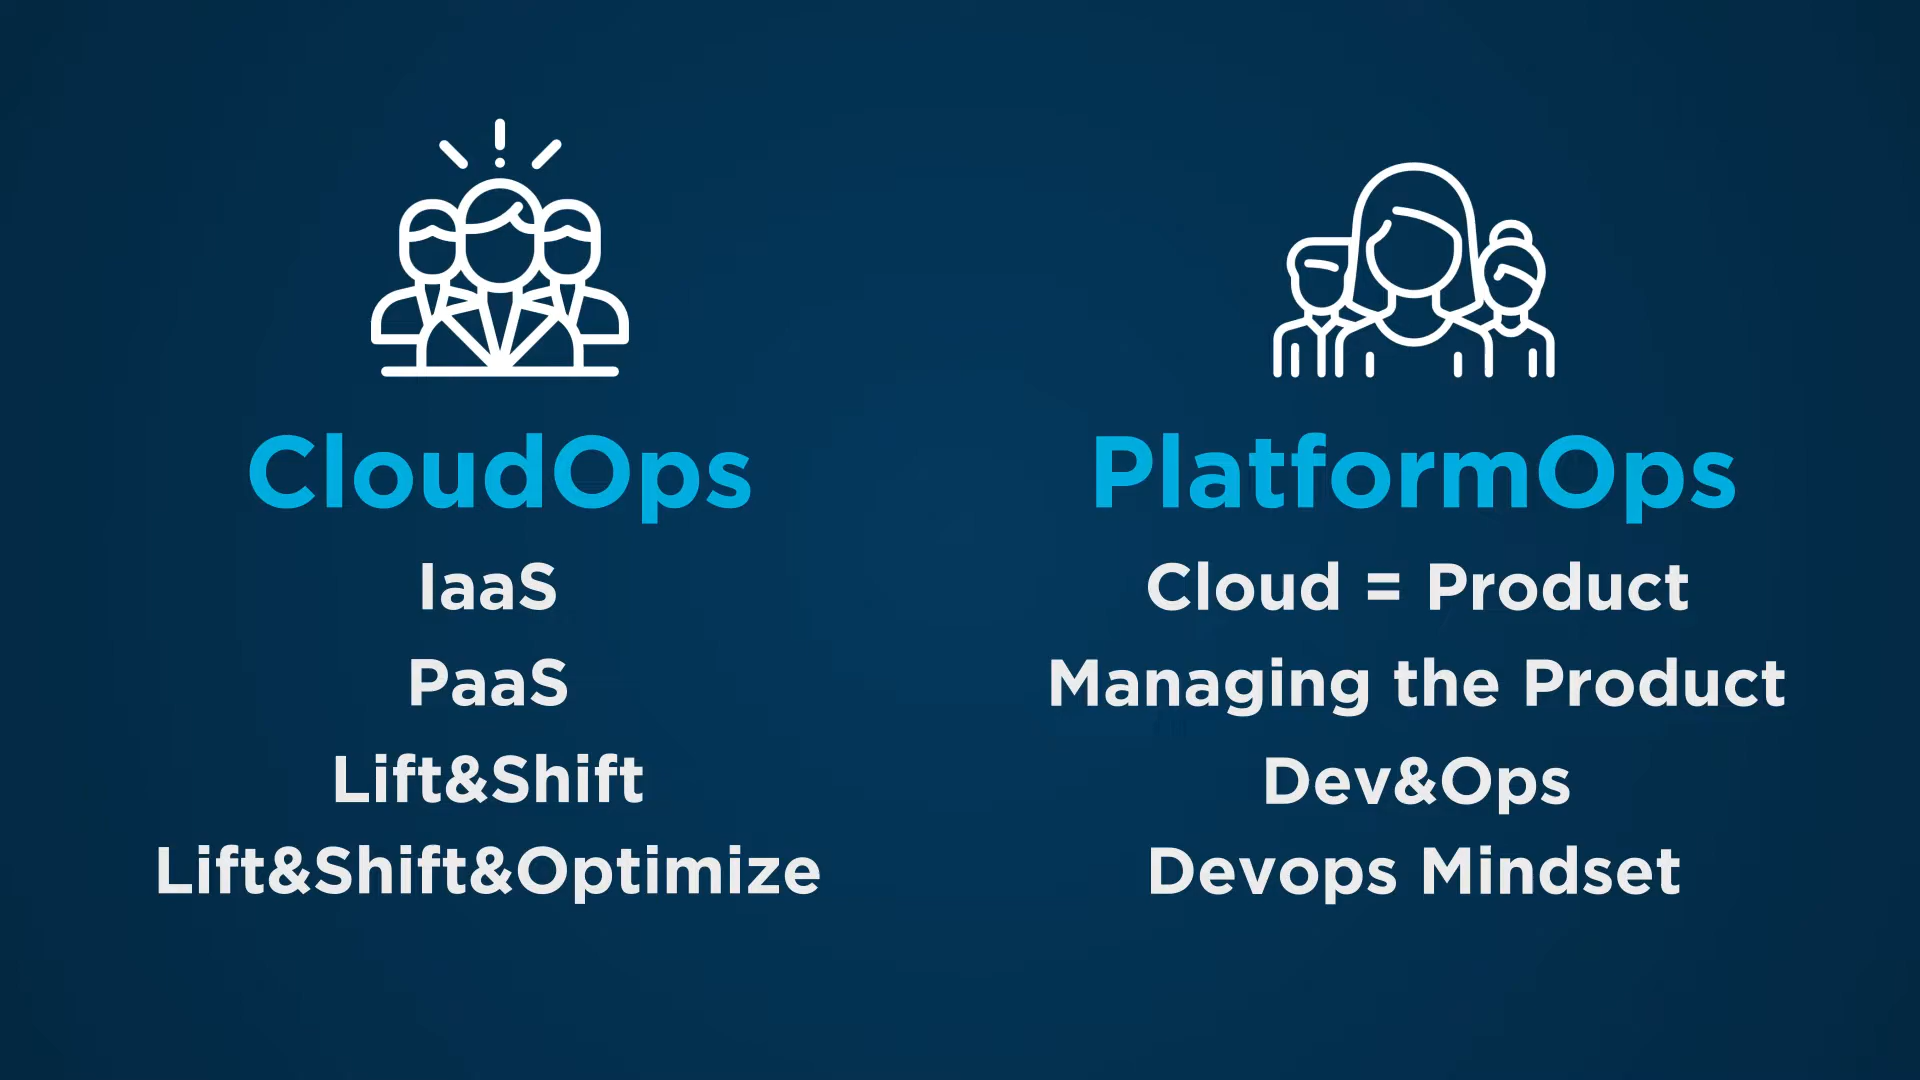 CloudOps
IaaS
PaaS
Lift&Shift
Lift&Shift&Optimize
PlatformOps
Cloud = Product
Managing the Product
Dev&Ops
Devops Mindset